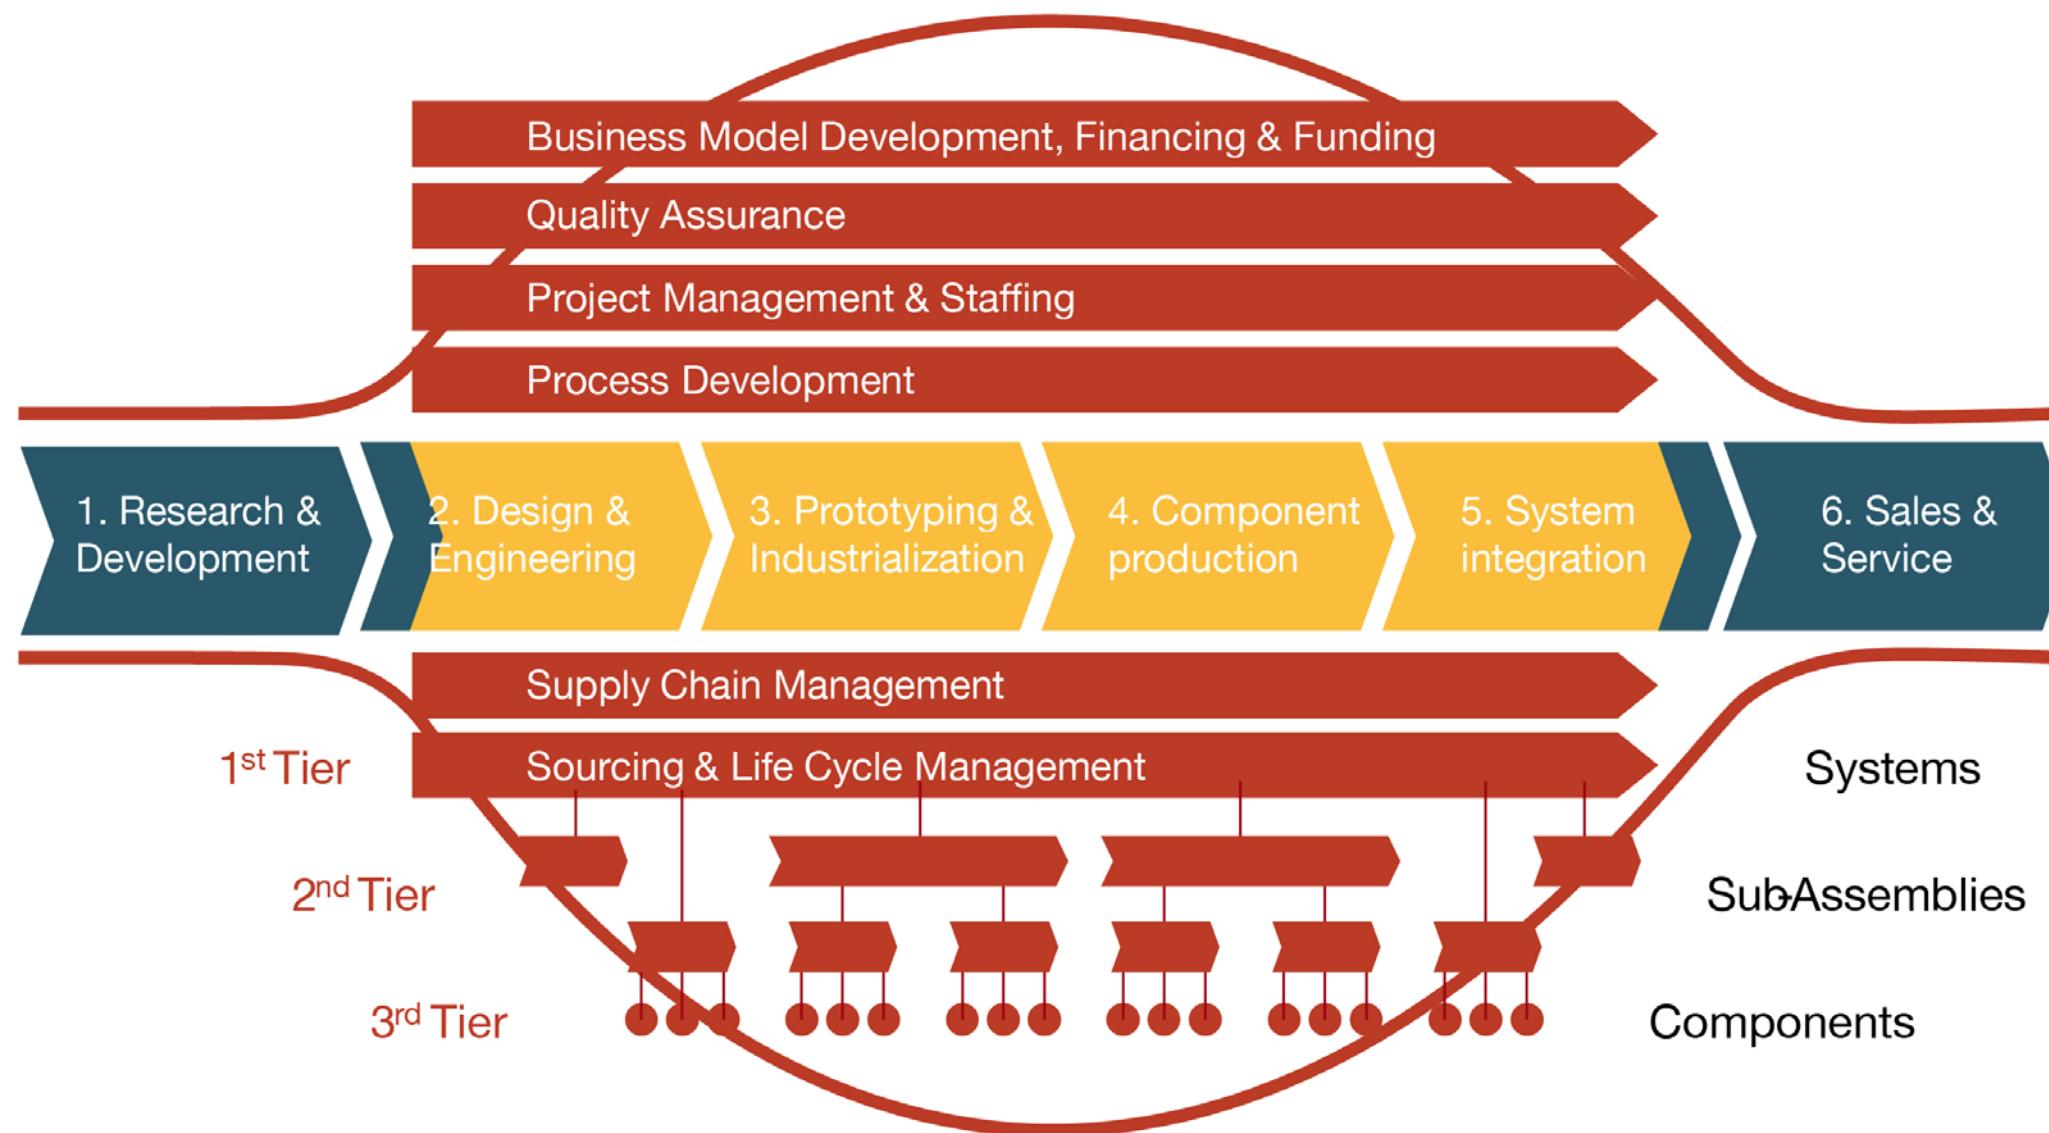 Business Model Development, Financing & Funding
Quality Assurance
Project Management & Staffing
Process Development
1. Research &
Development
2. Design &
Engineering
3. Prototyping &
Industrialization
4. Component
production
5. System
integration
6. Sales &
Service
Supply Chain Management
Sourcing & Life Cycle Management
1st Tier
Systems
2nd Tier
Sub-Assemblies
3rd Tier
Components